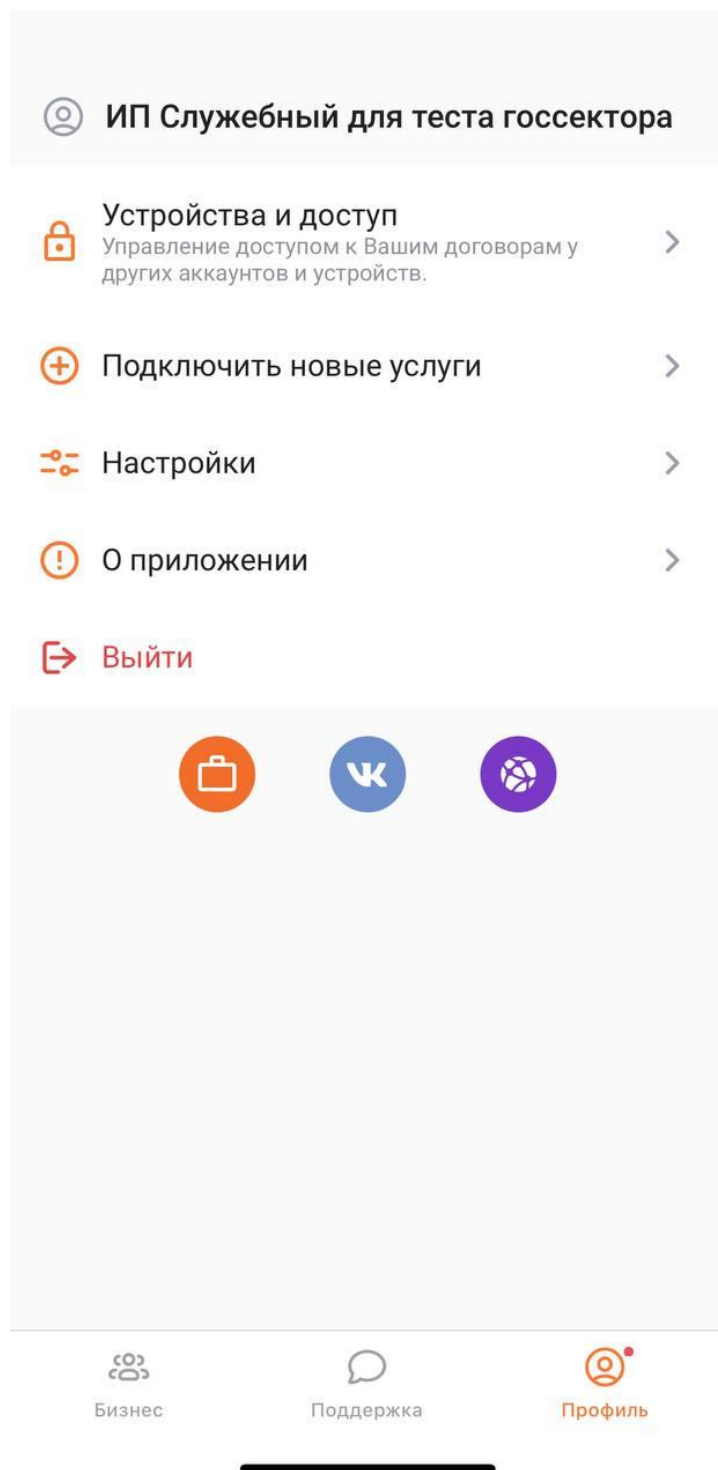 ИП Служебный для теста госсектора
Устройства и доступ
Управление доступом к Вашим договорам у
других аккаунтов и устройств.
Подключить новые услуги
Настройки
О приложении
Выйти
Бизнес
Поддержка
Профиль